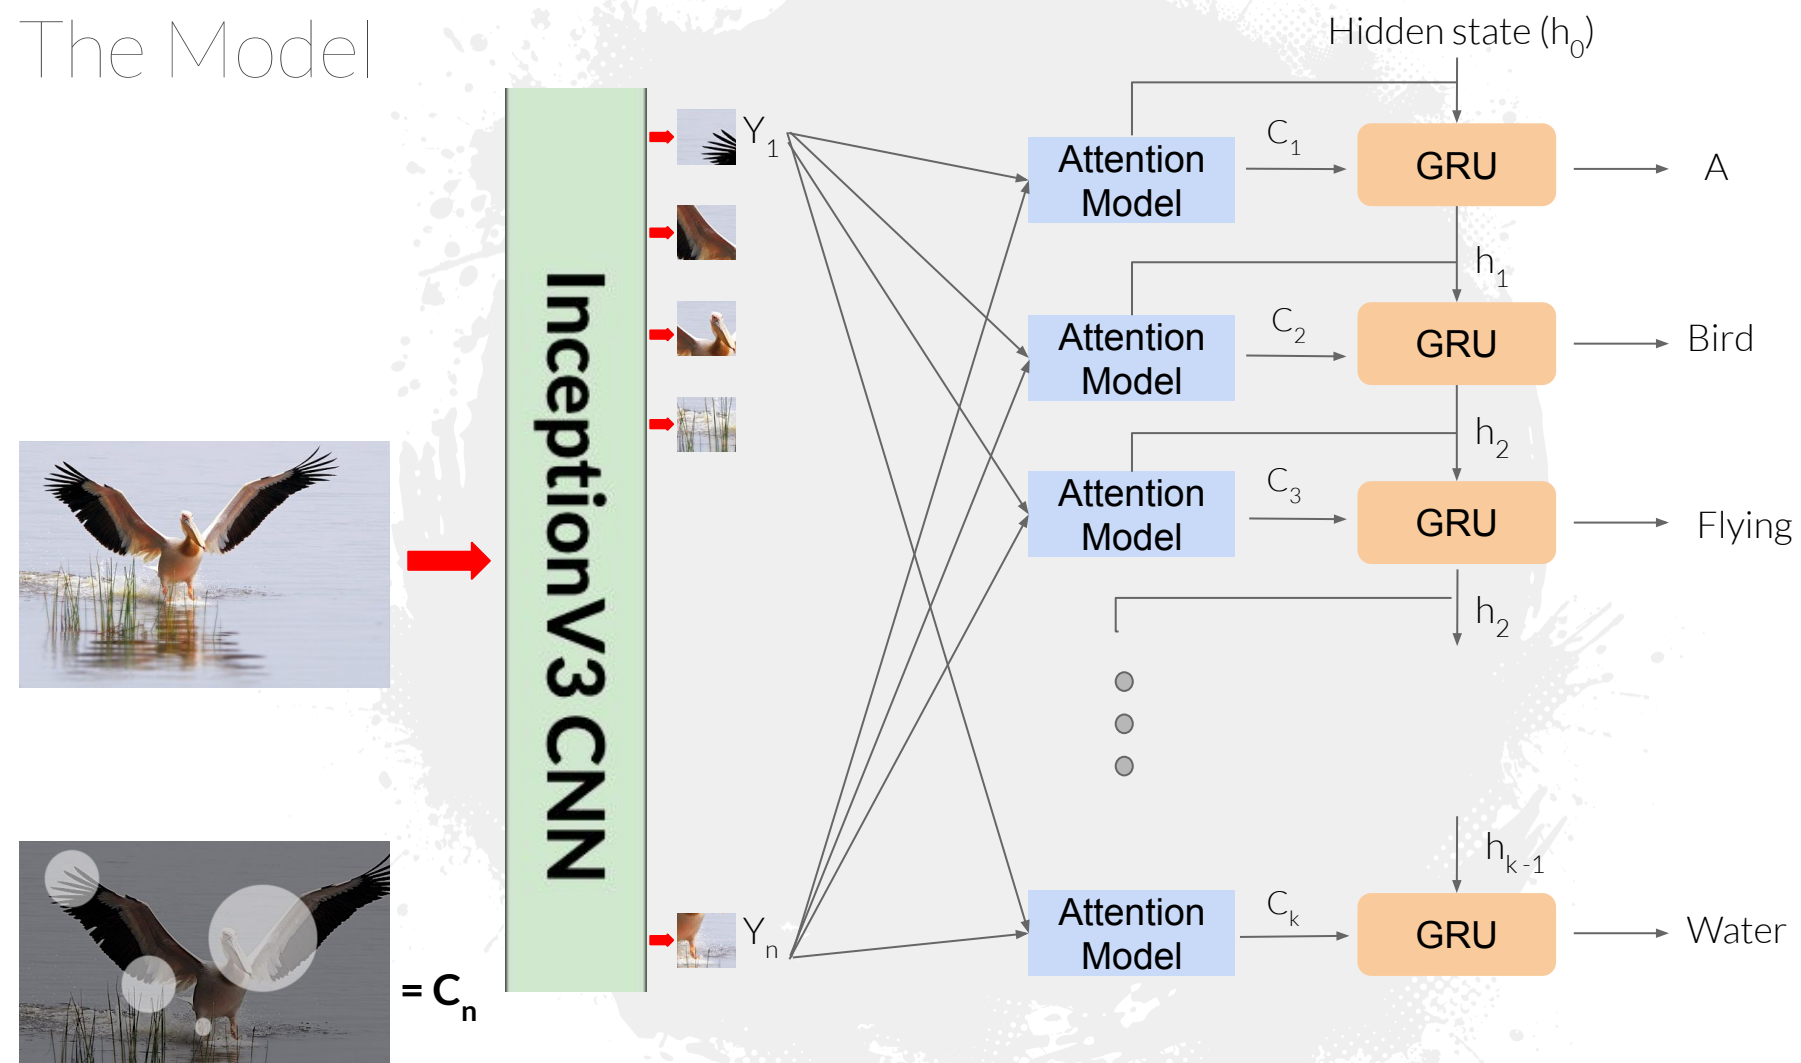 The Model
Hidden state (h0)
InceptionV3 CNN
Y1
Attention
Model
C1
GRU
A
h1
Attention
Model
C2
GRU
Bird
h2
Attention
Model
C3
GRU
Flying
h2
hk-1
Yn
Attention
Model
Ck
GRU
Water
= Cn